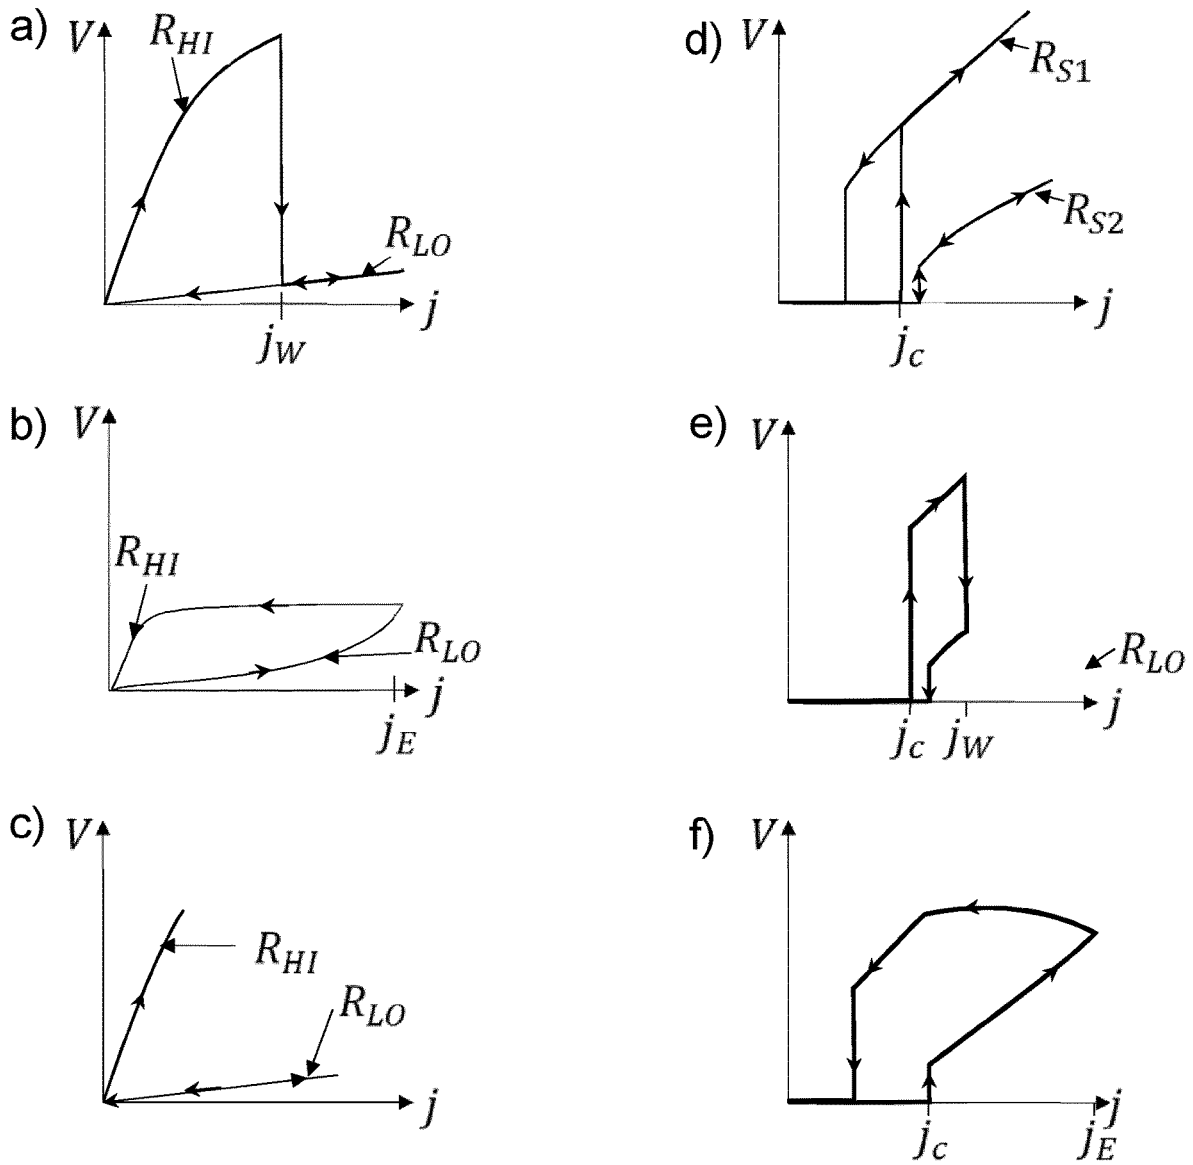 a)
V
R_HI
R_LO
j
j_W
b)
V
R_HI
R_LO
j
j_E
c)
V
R_HI
R_LO
j
d)
V
R_S1
R_S2
j
j_c
e)
V
R_LO
j
j_c
j_W
f)
V
j
j_c
j_E